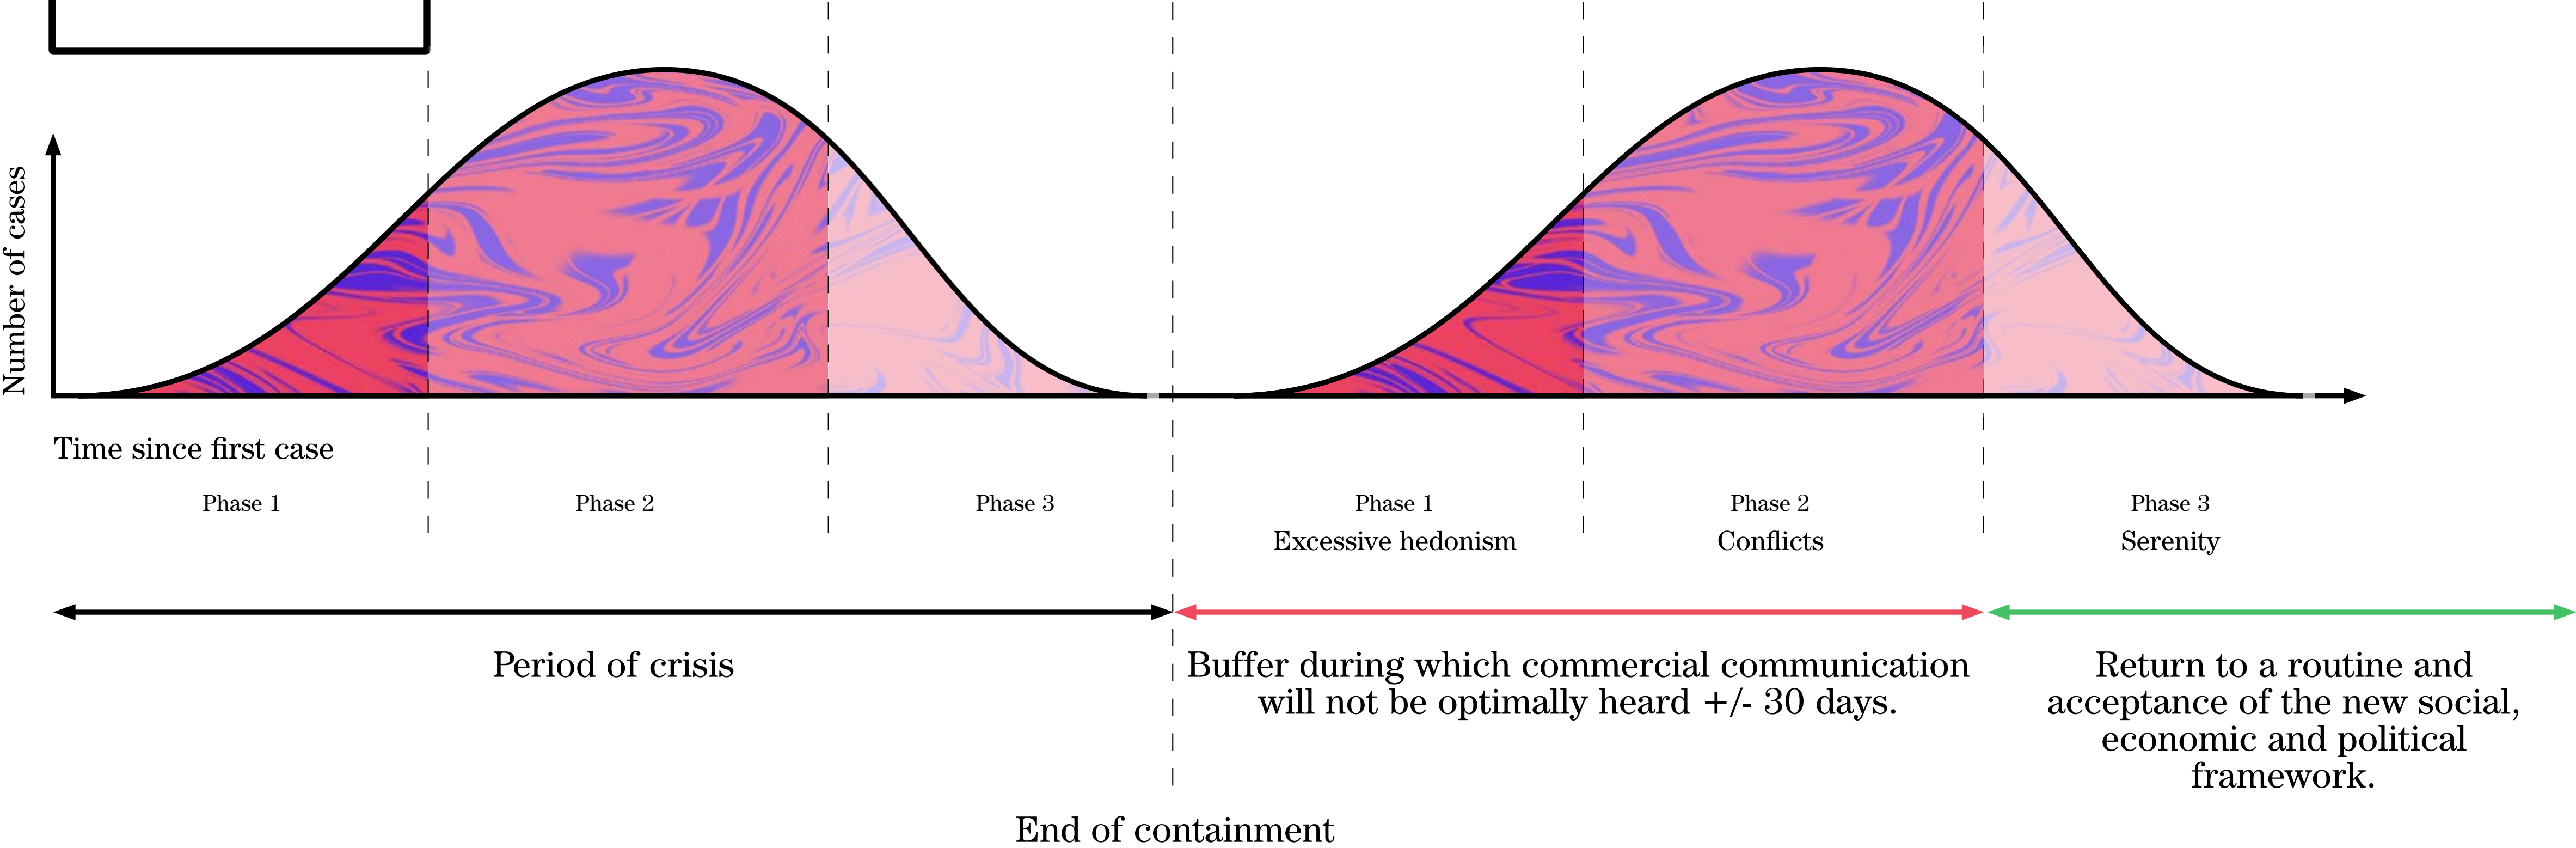 Number of cases
Time since first case
Phase 1
Phase 2
Phase 3
Phase 1
Excessive hedonism
Phase 2
Conflicts
Phase 3
Serenity
Period of crisis
Buffer during which commercial communication
will not be optimally heard +/- 30 days.
Return to a routine and
acceptance of the new social,
economic and political
framework.
End of containment